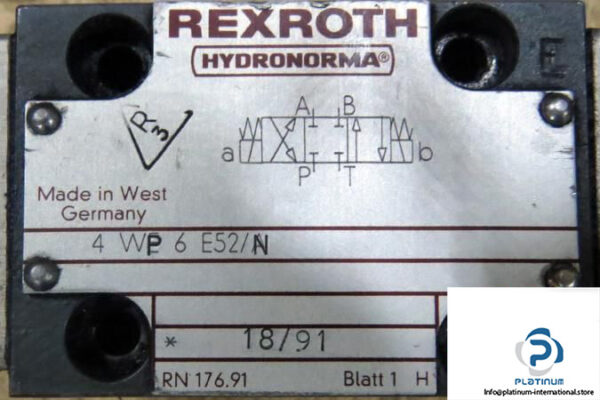 REXROTH
HYDRONORMA®
E
R3
A B
a b
P T
Made in West
Germany
4 WP 6 E52/N
* 18/91
RN 176.91 Blatt 1 H
P
PLATINUM
Info@platinum-international.store